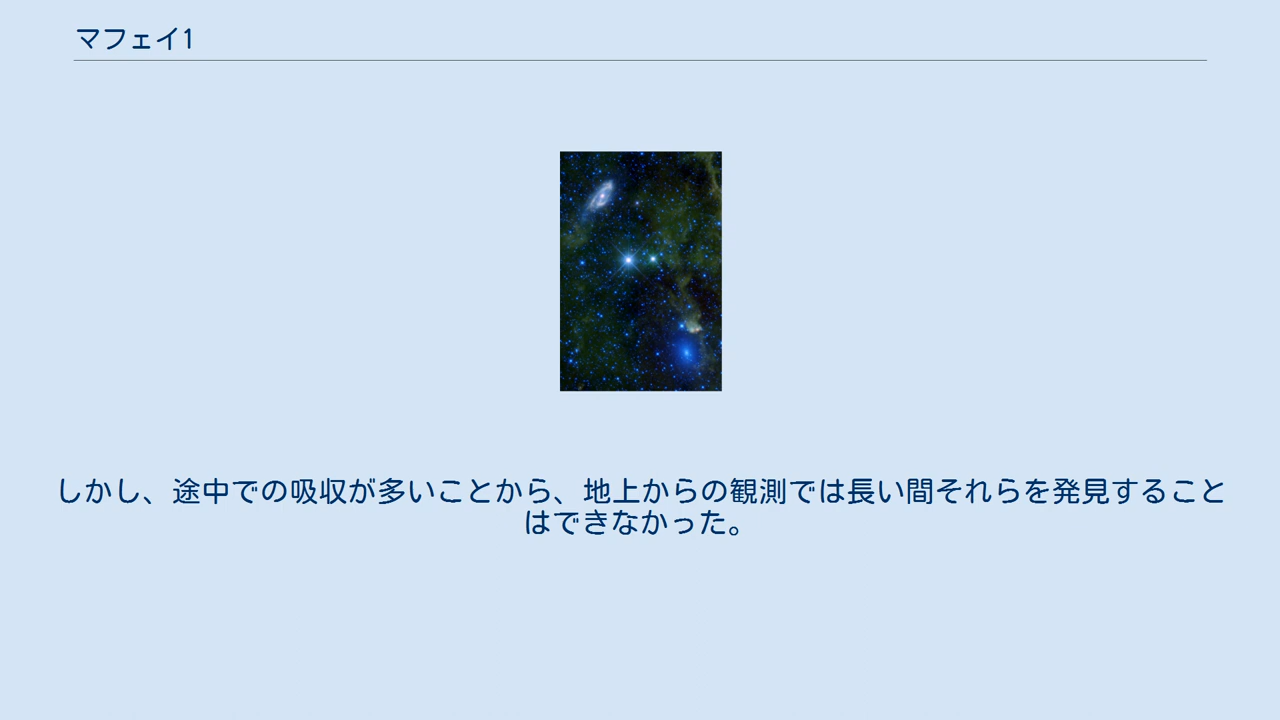 マフェイ1
しかし、途中での吸収が多いことから、地上からの観測では長い間それらを発見すること
はできなかった。